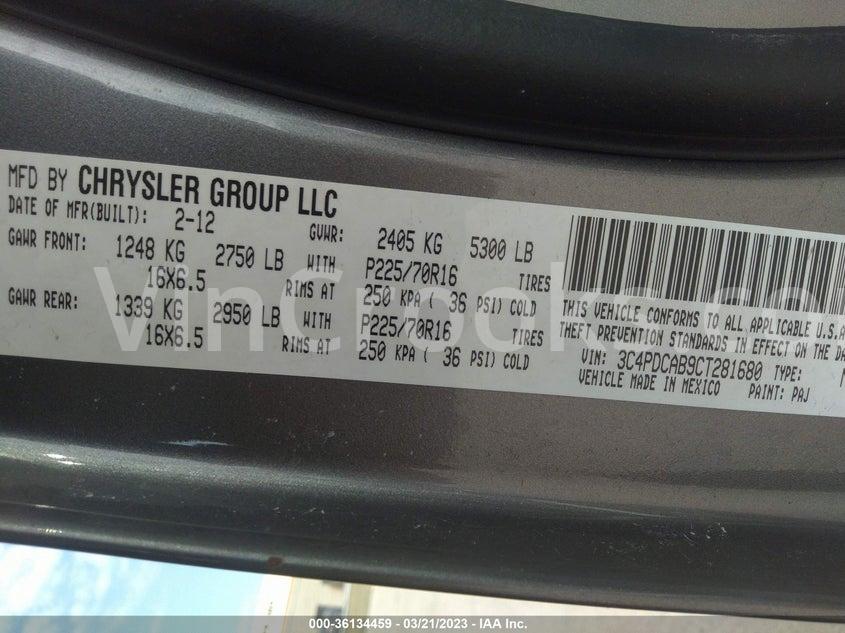 MFD BY CHRYSLER GROUP LLC
DATE OF MFR(BUILT): 2-12 GVWR: 2405 KG 5300 LB
GAWR FRONT: 1248 KG 2750 LB WITH P225/70R16 TIRES
16X6.5 RIMS AT 250 KPA ( 36 PSI) COLD
GAWR REAR: 1339 KG 2950 LB WITH P225/70R16 TIRES
16X6.5 RIMS AT 250 KPA ( 36 PSI) COLD
THIS VEHICLE CONFORMS TO ALL APPLICABLE U.S.A
THEFT PREVENTION STANDARDS IN EFFECT ON THE DA
VIN: 3C4PDCAB9CT281680 TYPE: M
VEHICLE MADE IN MEXICO PAINT: PAJ
VinCrocks.co
000-36134459 - 03/21/2023 - IAA Inc.